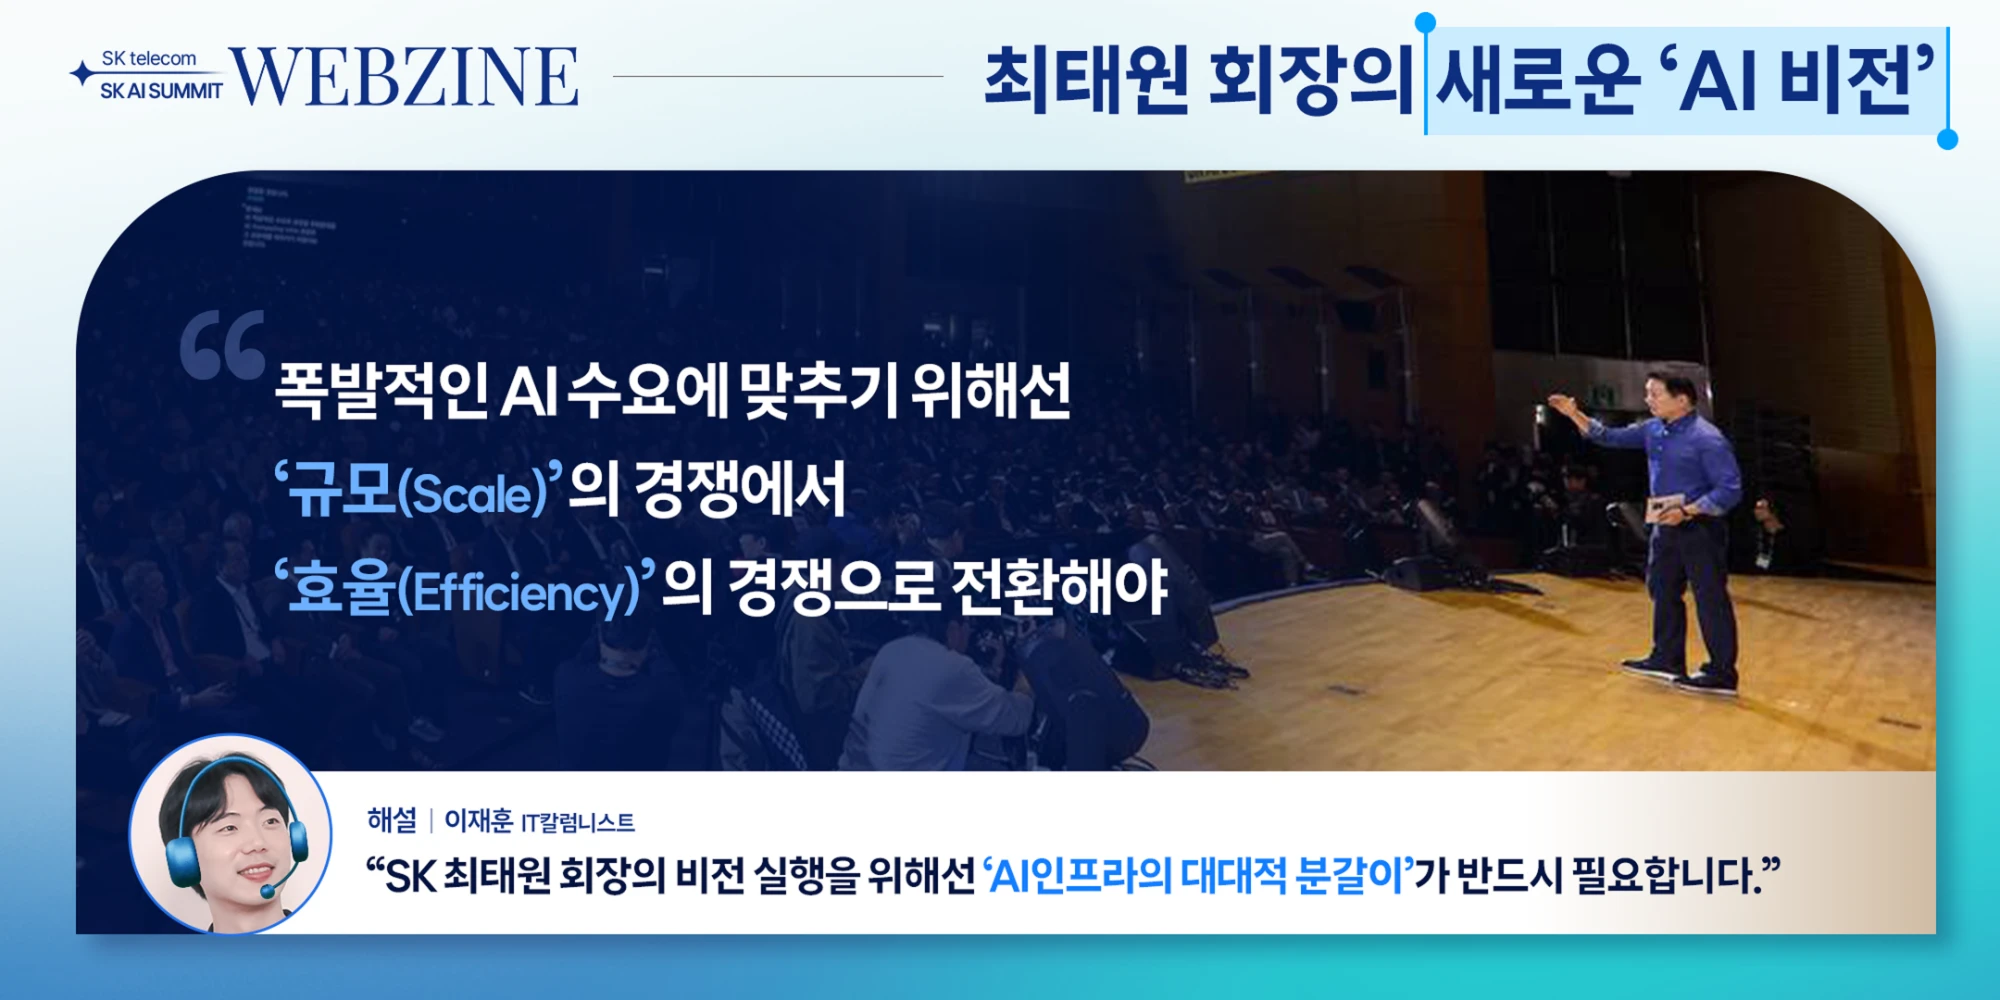 SK telecom
SK AI SUMMIT
WEBZINE
최태원 회장의 새로운 ‘AI 비전’
“
폭발적인 AI 수요에 맞추기 위해선
‘규모(Scale)’의 경쟁에서
‘효율(Efficiency)’의 경쟁으로 전환해야
해설 | 이재훈 IT칼럼니스트
“SK 최태원 회장의 비전 실행을 위해선 ‘AI인프라의 대대적 분갈이’가 반드시 필요합니다.”